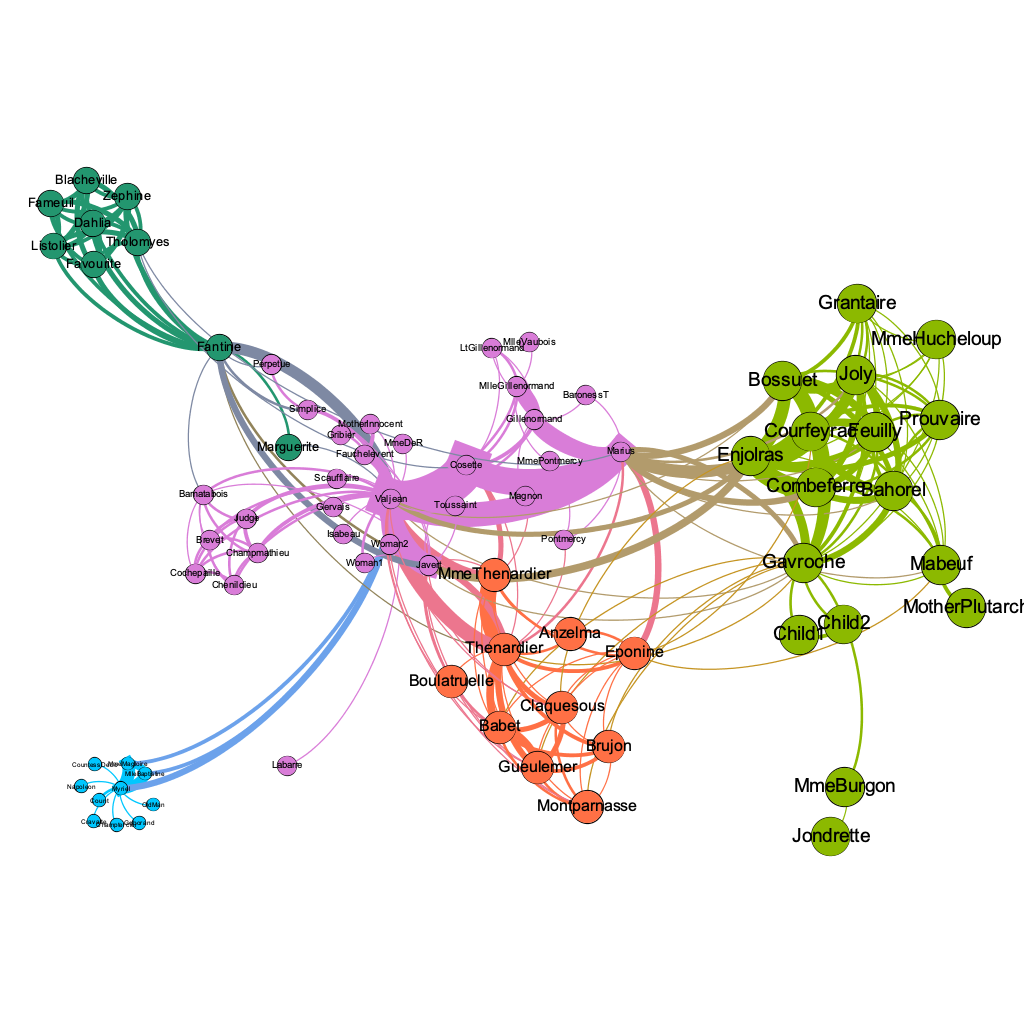 Blacheville
Zephine
Fameuil
Dahlia
Tholomyes
Listolier
Favourite
Fantine
Perpetue
Simplice
MotherInnocent
Gribier
Marguerite
Fauchelevent
MmeDeR
Scaufflaire
Valjean
Gervais
Isabeau
Woman2
Woman1
Javert
Bamatabois
Judge
Brevet
Champmathieu
Cochepaille
Chenildieu
Labarre
LtGillenormand
MlleVaubois
MlleGillenormand
BaronessT
Gillenormand
Marius
Cosette
MmePontmercy
Magnon
Toussaint
Pontmercy
MmeThenardier
Anzelma
Thenardier
Eponine
Boulatruelle
Claquesous
Babet
Brujon
Gueulemer
Montparnasse
Grantaire
MmeHucheloup
Bossuet
Joly
Prouvaire
Courfeyrac
Feuilly
Enjolras
Combeferre
Bahorel
Gavroche
Mabeuf
MotherPlutarch
Child1
Child2
MmeBurgon
Jondrette
CountessDeLo
MmeMagloire
MlleBaptistine
Napoleon
Myriel
Count
OldMan
Cravatte
Champtercier
Geborand